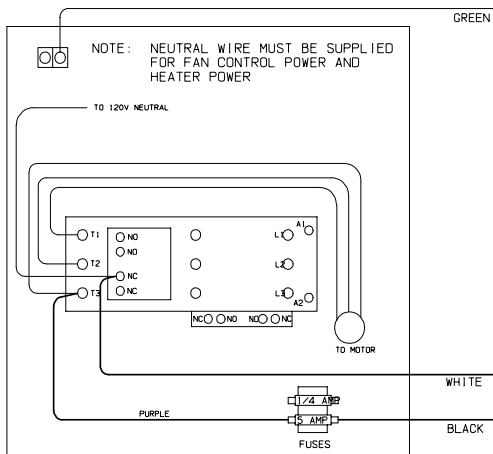 GREEN
NOTE: NEUTRAL WIRE MUST BE SUPPLIED
FOR FAN CONTROL POWER AND
HEATER POWER
TO 120V NEUTRAL
A1
T1 NO L1
NO
T2 L2
NC
T3 NC L3
A2
NC NO NO NC
TO MOTOR
WHITE
1/4 AMP
PURPLE 5 AMP
BLACK
FUSES